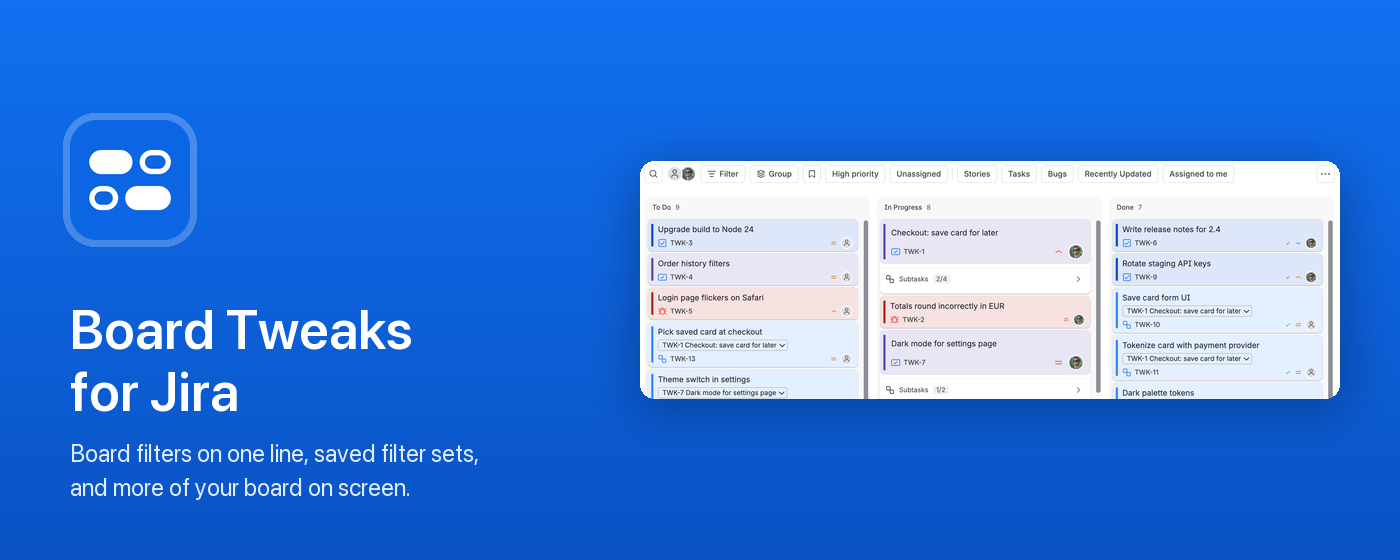 Board Tweaks
for Jira
Board filters on one line, saved filter sets,
and more of your board on screen.
Filter Group High priority Unassigned Stories Tasks Bugs Recently Updated Assigned to me
To Do 9
Upgrade build to Node 24
TWK-3
Order history filters
TWK-4
Login page flickers on Safari
TWK-5
Pick saved card at checkout
TWK-1 Checkout: save card for later
TWK-13
Theme switch in settings
TWK-7 Dark mode for settings page
In Progress 8
Checkout: save card for later
TWK-1
Subtasks 2/4
Totals round incorrectly in EUR
TWK-2
Dark mode for settings page
TWK-7
Subtasks 1/2
Done 7
Write release notes for 2.4
TWK-6
Rotate staging API keys
TWK-9
Save card form UI
TWK-1 Checkout: save card for later
TWK-10
Tokenize card with payment provider
TWK-1 Checkout: save card for later
TWK-11
Dark palette tokens